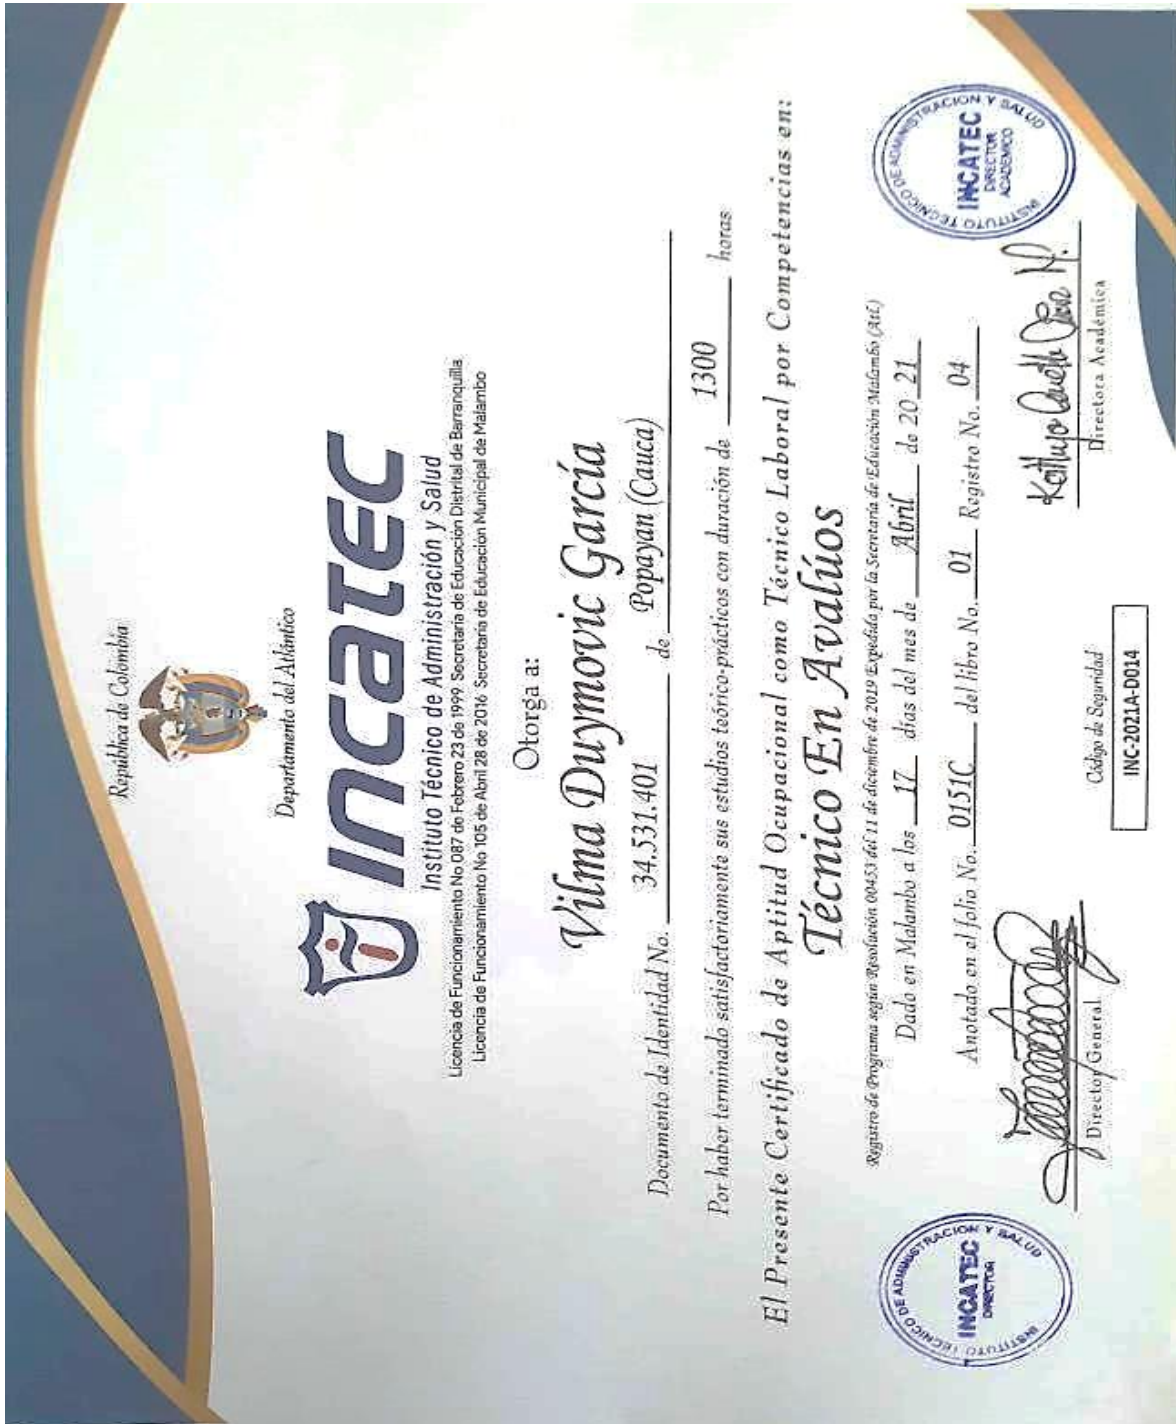 República de Colombia
Departamento del Atlántico
INCATEC
Instituto Técnico de Administración y Salud
Licencia de Funcionamiento No 087 de Febrero 23 de 1999. Secretaría de Educación Distrital de Barranquilla
Licencia de Funcionamiento No 105 de Abril 28 de 2016 Secretaria de Educación Municipal de Malambo
Otorga a:
Vilma Duymovic García
Documento de Identidad No. 34.531.401 de Popayan (Cauca)
Por haber terminado satisfactoriamente sus estudios teórico-prácticos con duración de 1300 horas
El Presente Certificado de Aptitud Ocupacional como Técnico Laboral por Competencias en:
Técnico En Avalúos
Registro de Programa según Resolución 00453 del 11 de diciembre de 2019 Expedida por la Secretaría de Educación Malambo (Atl.)
Dado en Malambo a los 17 días del mes de Abril de 20 21
Anotado en el folio No. 0151C del libro No. 01 Registro No. 04
INSTITUTO TECNICO DE ADMINISTRACION Y SALUD
INCATEC
DIRECTOR
Director General
Código de Seguridad
INC-2021A-D014
Directora Académica
INSTITUTO TECNICO DE ADMINISTRACION Y SALUD
INCATEC
DIRECTOR
ACADEMICO